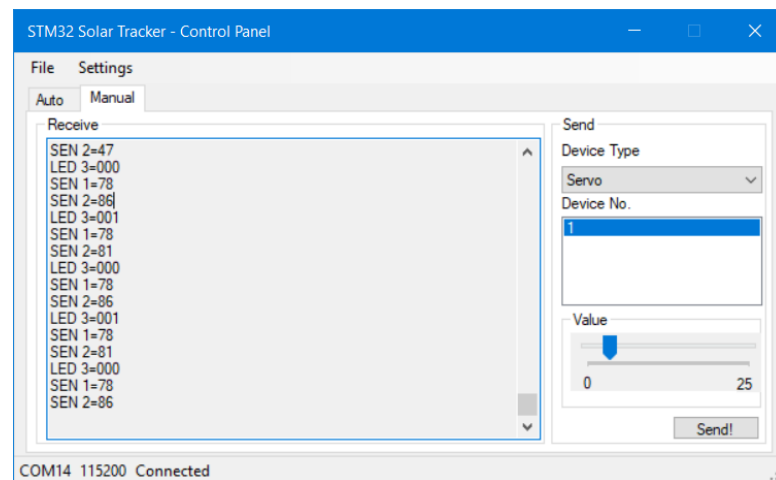 STM32 Solar Tracker - Control Panel
File Settings
Auto Manual
Receive
SEN 2=47
LED 3=000
SEN 1=78
SEN 2=86
LED 3=001
SEN 1=78
SEN 2=81
LED 3=000
SEN 1=78
SEN 2=86
LED 3=001
SEN 1=78
SEN 2=81
LED 3=000
SEN 1=78
SEN 2=86
Send
Device Type
Servo
Device No.
1
Value
0 25
Send!
COM14 115200 Connected